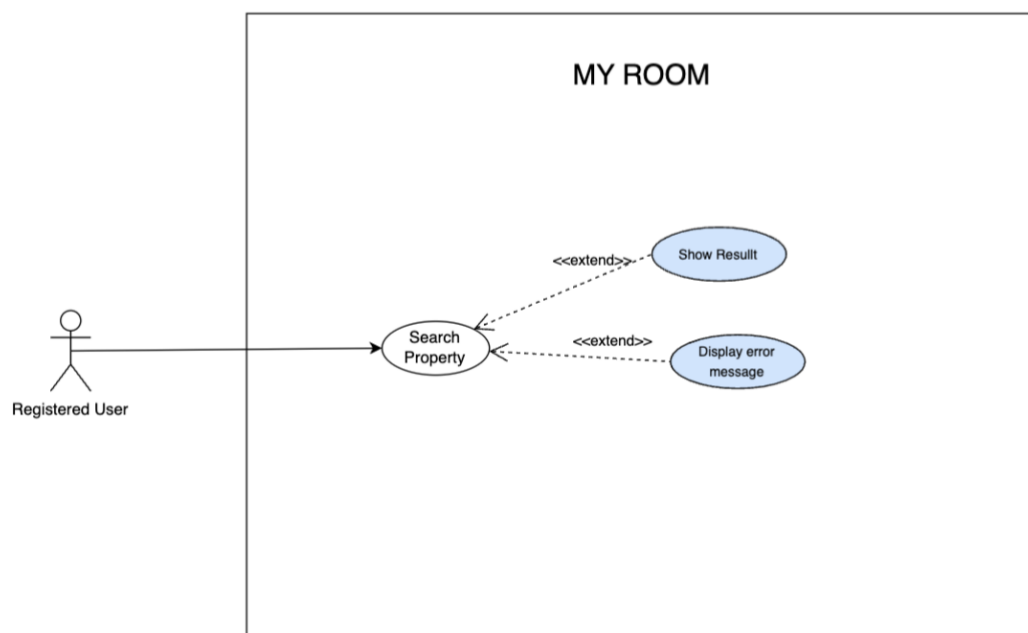 MY ROOM
<<extend>>
Show Resullt
<<extend>>
Search
Property
Display error
message
Registered User